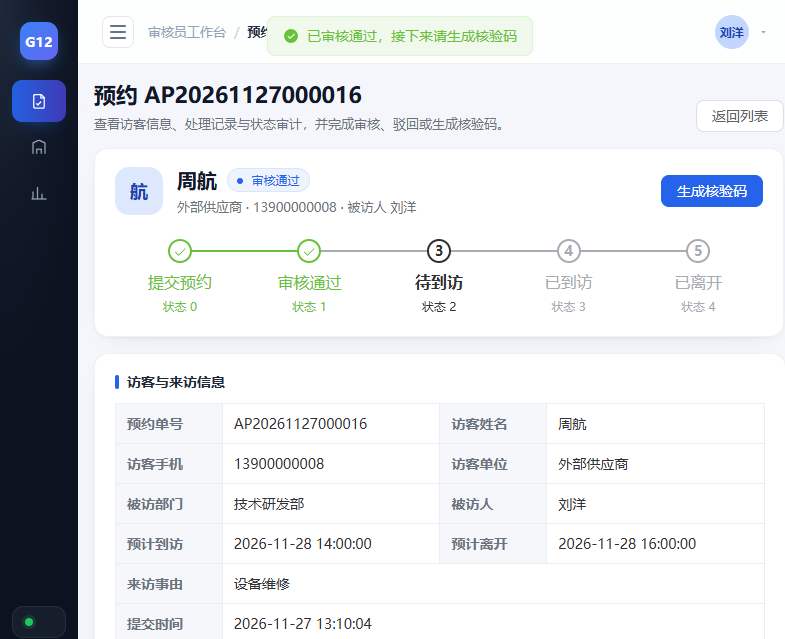 G12
审核员工作台 / 预约
已审核通过，接下来请生成核验码
刘洋
预约 AP20261127000016
查看访客信息、处理记录与状态审计，并完成审核、驳回或生成核验码。
返回列表
航
周航
审核通过
外部供应商 · 13900000008 · 被访人 刘洋
生成核验码
3 4 5
提交预约 审核通过 待到访 已到访 已离开
状态 0 状态 1 状态 2 状态 3 状态 4
访客与来访信息
预约单号 AP20261127000016 访客姓名 周航
访客手机 13900000008 访客单位 外部供应商
被访部门 技术研发部 被访人 刘洋
预计到访 2026-11-28 14:00:00 预计离开 2026-11-28 16:00:00
来访事由 设备维修
提交时间 2026-11-27 13:10:04